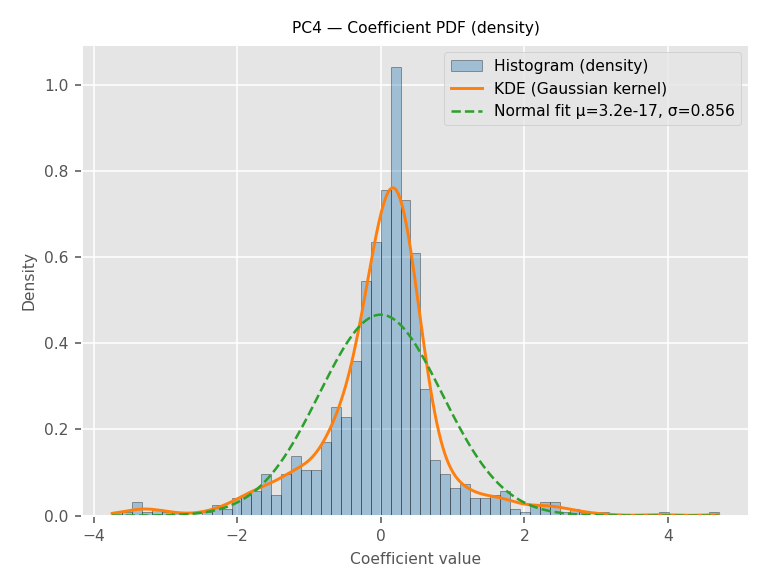 PC4 — Coefficient PDF (density)
Histogram (density)
KDE (Gaussian kernel)
Normal fit μ=3.2e-17, σ=0.856
1.0
0.8
0.6
0.4
0.2
0.0
Density
−4
−2
0
2
4
Coefficient value